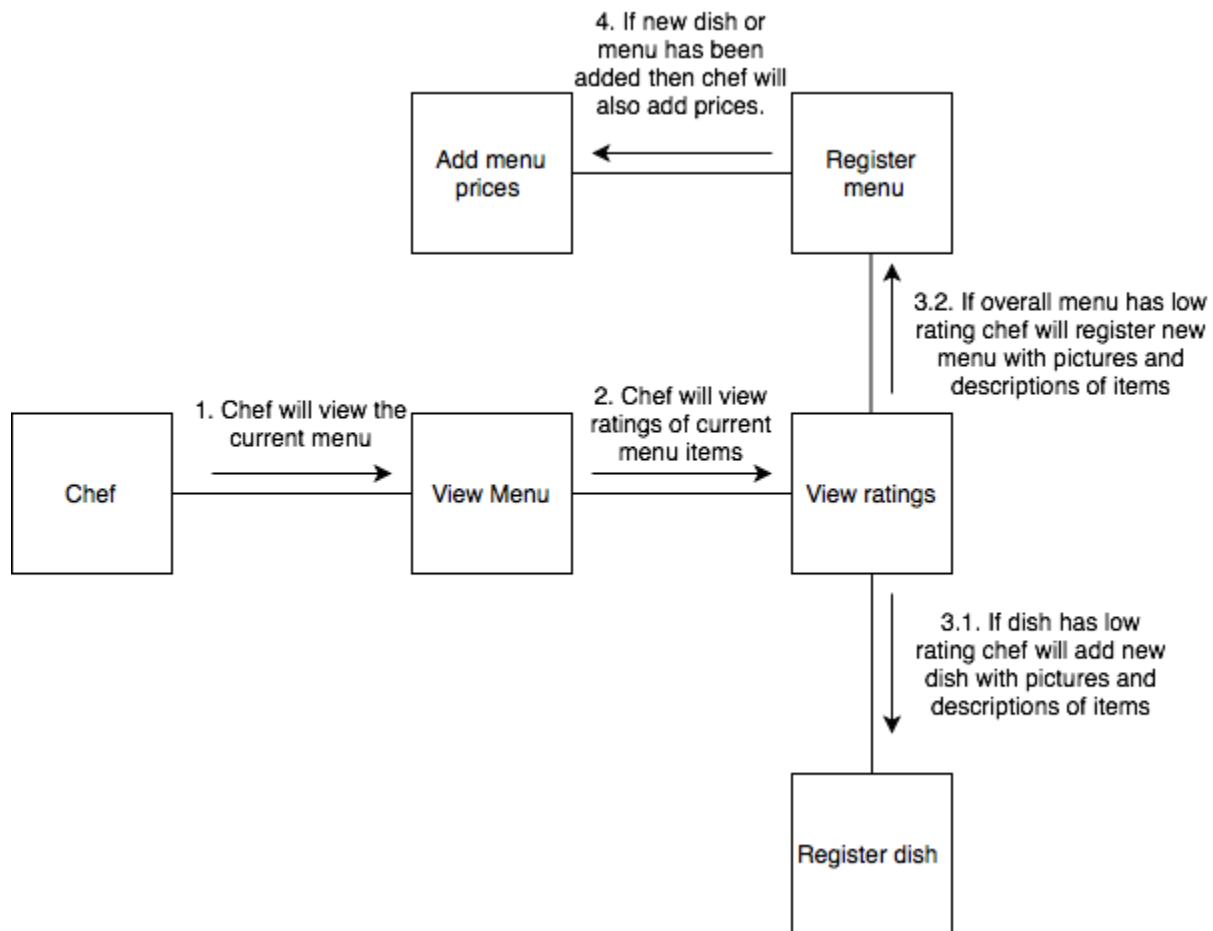 4. If new dish or
menu has been
added then chef will
also add prices.
Add menu
prices
Register
menu
3.2. If overall menu has low
rating chef will register new
menu with pictures and
descriptions of items
1. Chef will view the
current menu
2. Chef will view
ratings of current
menu items
Chef
View Menu
View ratings
3.1. If dish has low
rating chef will add new
dish with pictures and
descriptions of items
Register dish